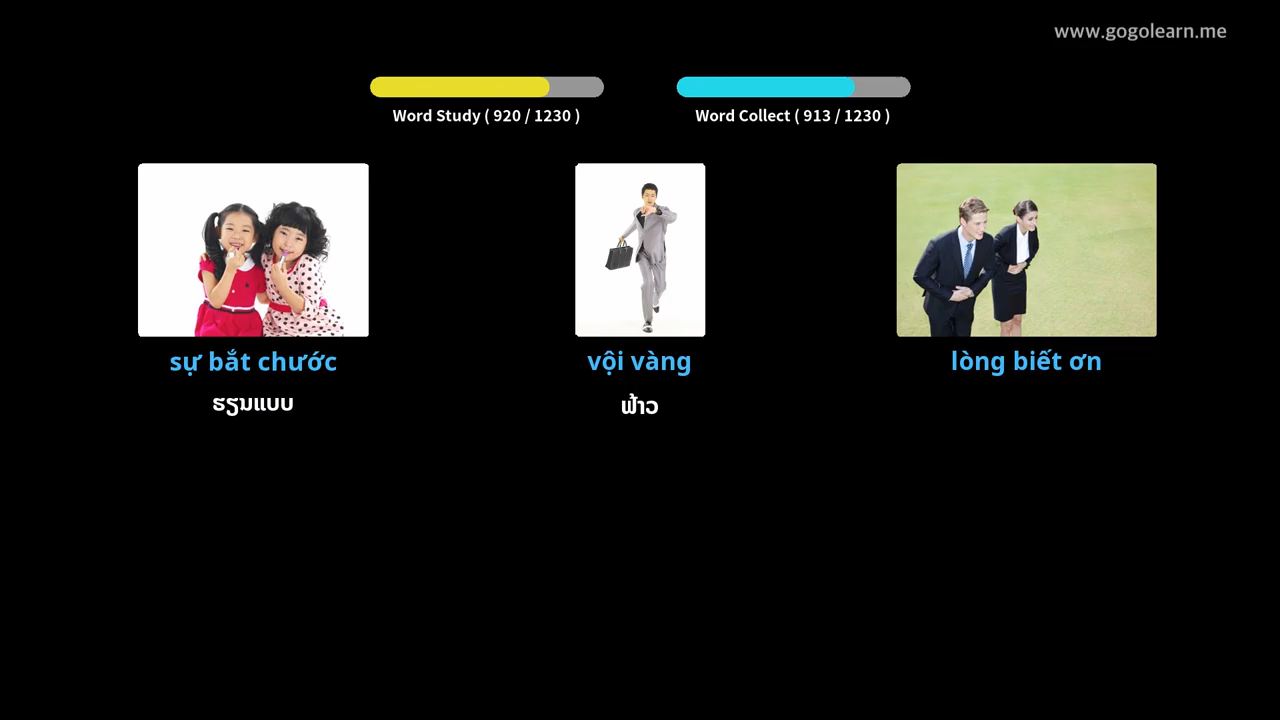 www.gogolearn.me
Word Study ( 920 / 1230 )
Word Collect ( 913 / 1230 )
sự bắt chước
vội vàng
lòng biết ơn
ຮຽນແບບ
ຟ້າວ